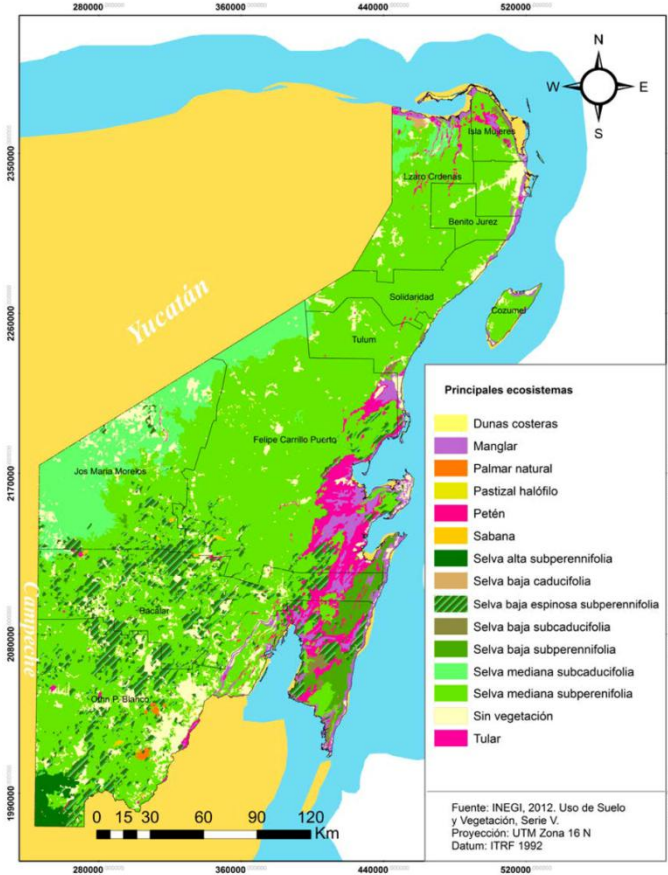 280000 360000 440000 520000
N
W E
S
Isla Mujeres
2350000
Lzaro Crdenas
Benito Jurez
Yucatán
Solidaridad
2260000
Cozumel
Tulum
Principales ecosistemas
Dunas costeras
Manglar
Felipe Carrillo Puerto
Palmar natural
2170000
Jos Maria Morelos
Pastizal halófilo
Petén
Sabana
Selva alta subperennifolia
Selva baja caducifolia
Campeche
Bacalar
Selva baja espinosa subperennifolia
Selva baja subcaducifolia
2080000
Selva baja subperennifolia
Selva mediana subcaducifolia
Selva mediana subperenifolia
Othn P. Blanco
Sin vegetación
Tular
1990000
0 15 30 60 90 120
Km
Fuente: INEGI, 2012. Uso de Suelo
y Vegetación, Serie V.
Proyección: UTM Zona 16 N
Datum: ITRF 1992
280000 360000 440000 520000